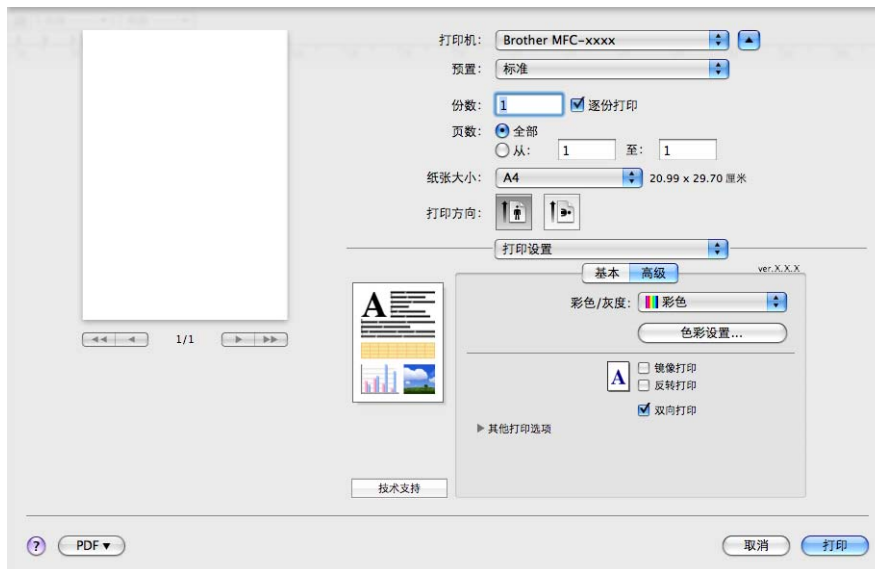 打印机: Brother MFC-xxxx
预置: 标准
份数: 1 逐份打印
页数: 全部
从: 1 至: 1
纸张大小: A4 20.99 x 29.70 厘米
打印方向:
打印设置
基本 高级 ver.X.X.X
彩色/灰度: 彩色
色彩设置...
A
A
镜像打印
反转打印
双向打印
其他打印选项
1/1
技术支持
? PDF 取消 打印